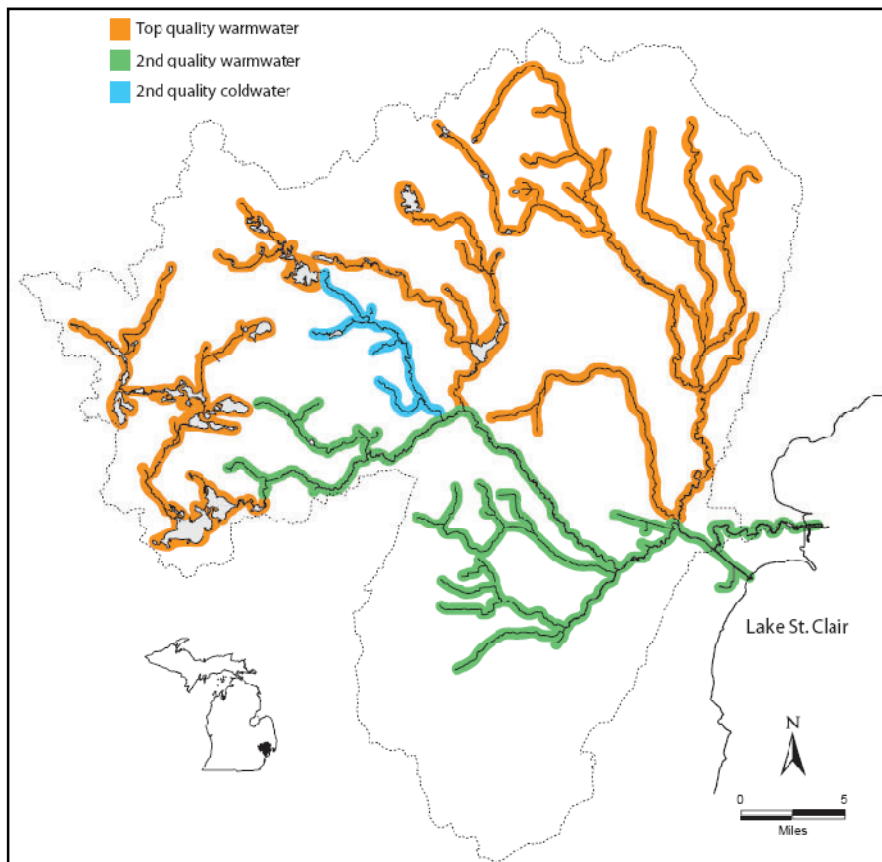 Top quality warmwater
2nd quality warmwater
2nd quality coldwater
Lake St. Clair
N
0 5
Miles